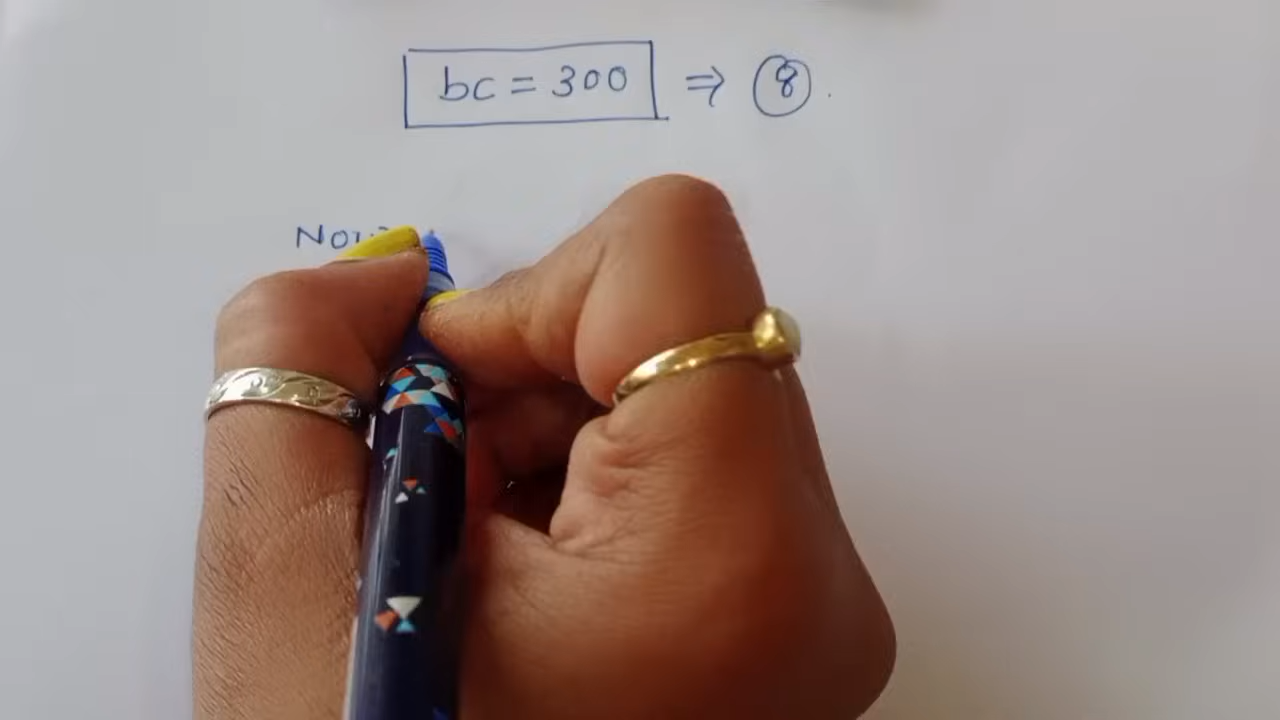 bc = 300 ⇒ 8.